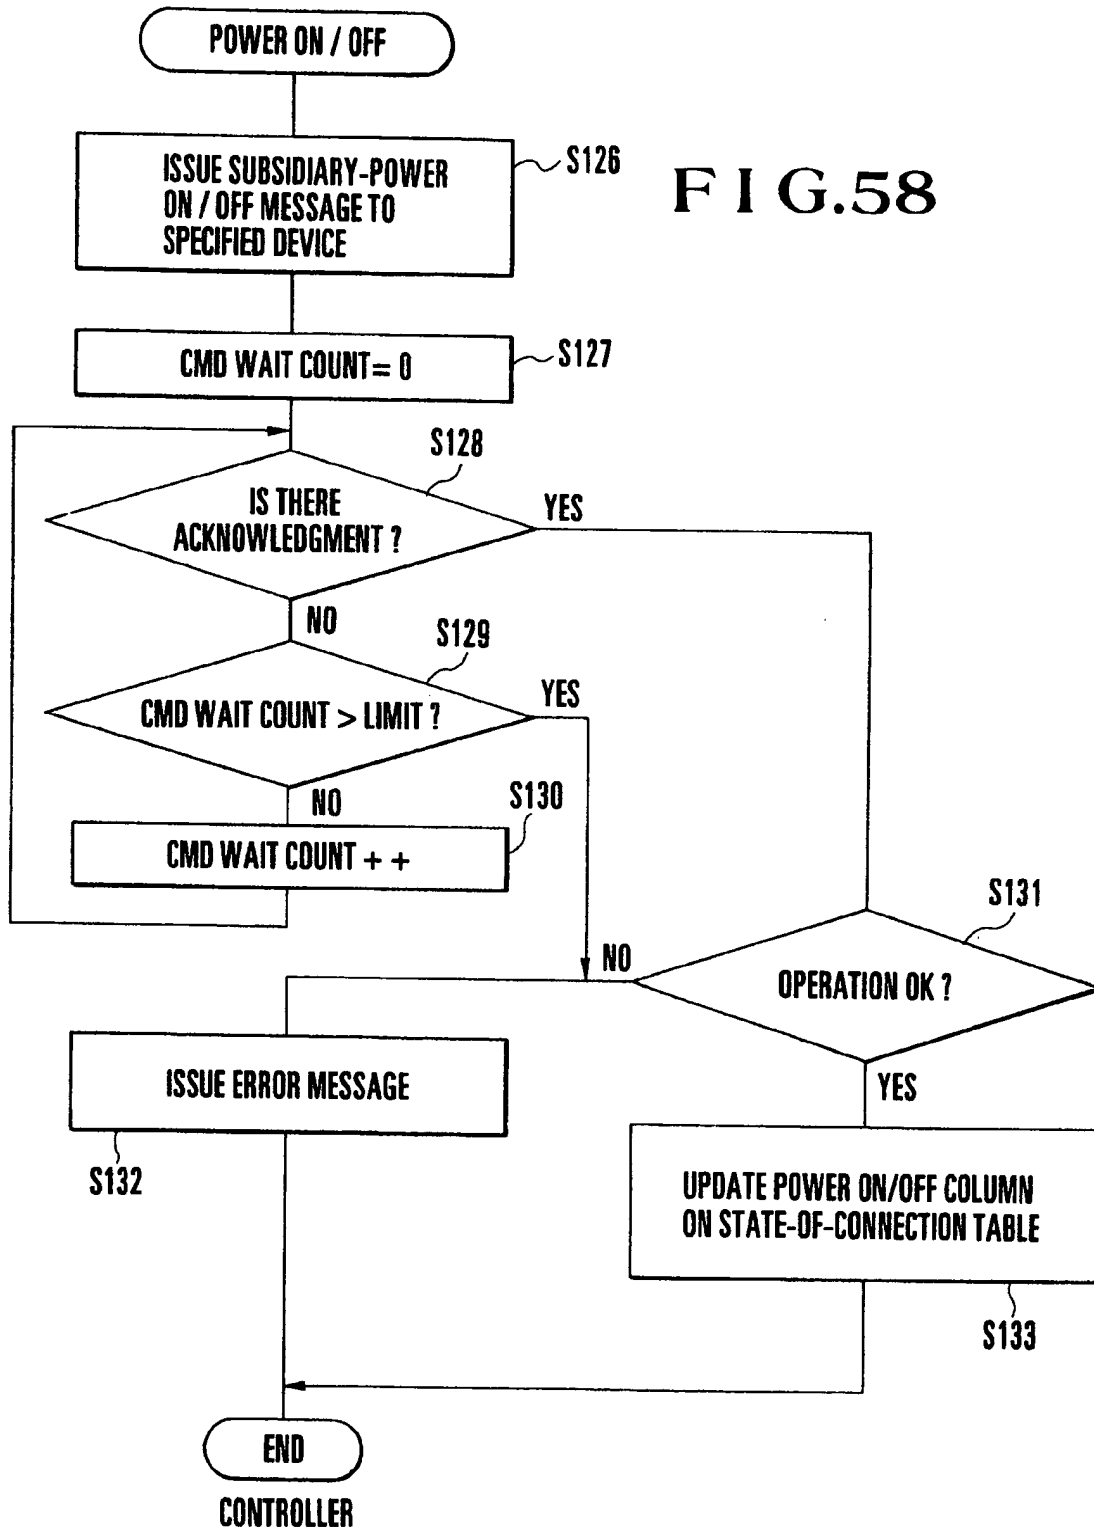 POWER ON / OFF
ISSUE SUBSIDIARY-POWER
ON / OFF MESSAGE TO
SPECIFIED DEVICE
S126
F I G.58
CMD WAIT COUNT= 0
S127
S128
IS THERE
ACKNOWLEDGMENT ?
YES
NO
S129
CMD WAIT COUNT > LIMIT ?
YES
NO
S130
CMD WAIT COUNT + +
S131
NO
OPERATION OK ?
YES
ISSUE ERROR MESSAGE
S132
UPDATE POWER ON/OFF COLUMN
ON STATE-OF-CONNECTION TABLE
S133
END
CONTROLLER